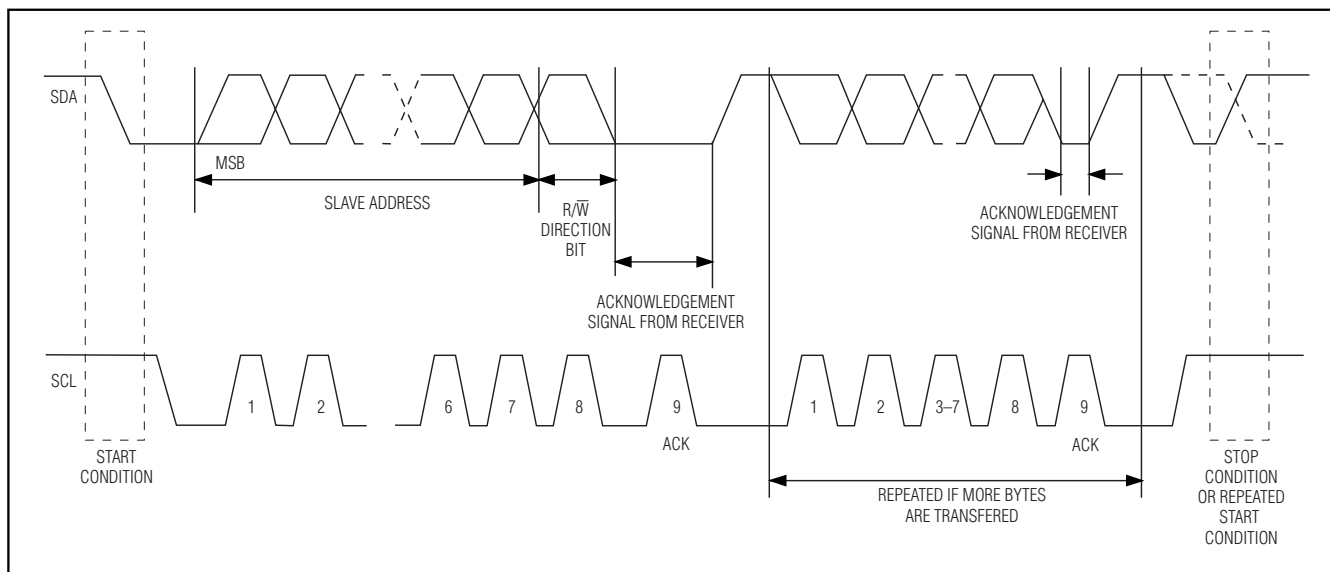 SDA
MSB
SLAVE ADDRESS
R/W̅
DIRECTION
BIT
ACKNOWLEDGEMENT
SIGNAL FROM RECEIVER
ACKNOWLEDGEMENT
SIGNAL FROM RECEIVER
SCL
1 2 6 7 8 9 1 2 3–7 8 9
ACK ACK
START
CONDITION
REPEATED IF MORE BYTES
ARE TRANSFERED
STOP
CONDITION
OR REPEATED
START
CONDITION